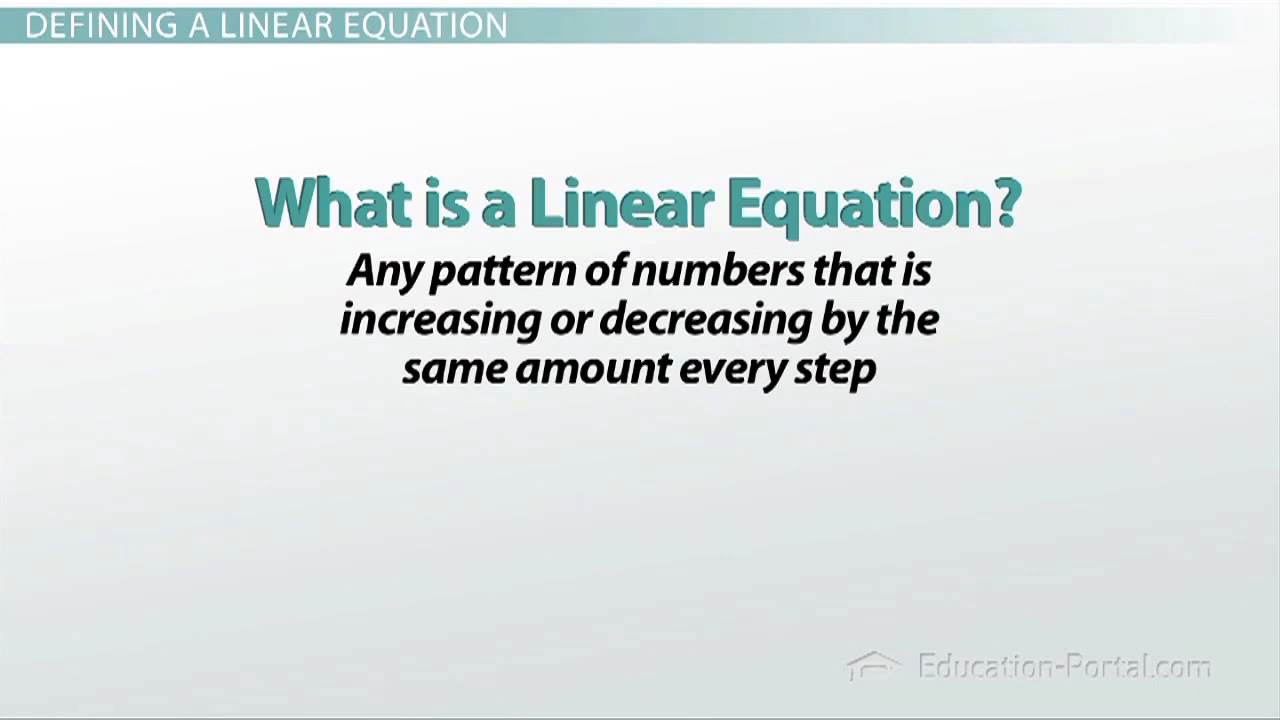 DEFINING A LINEAR EQUATION
What is a Linear Equation?
Any pattern of numbers that is
increasing or decreasing by the
same amount every step
Education-Portal.com